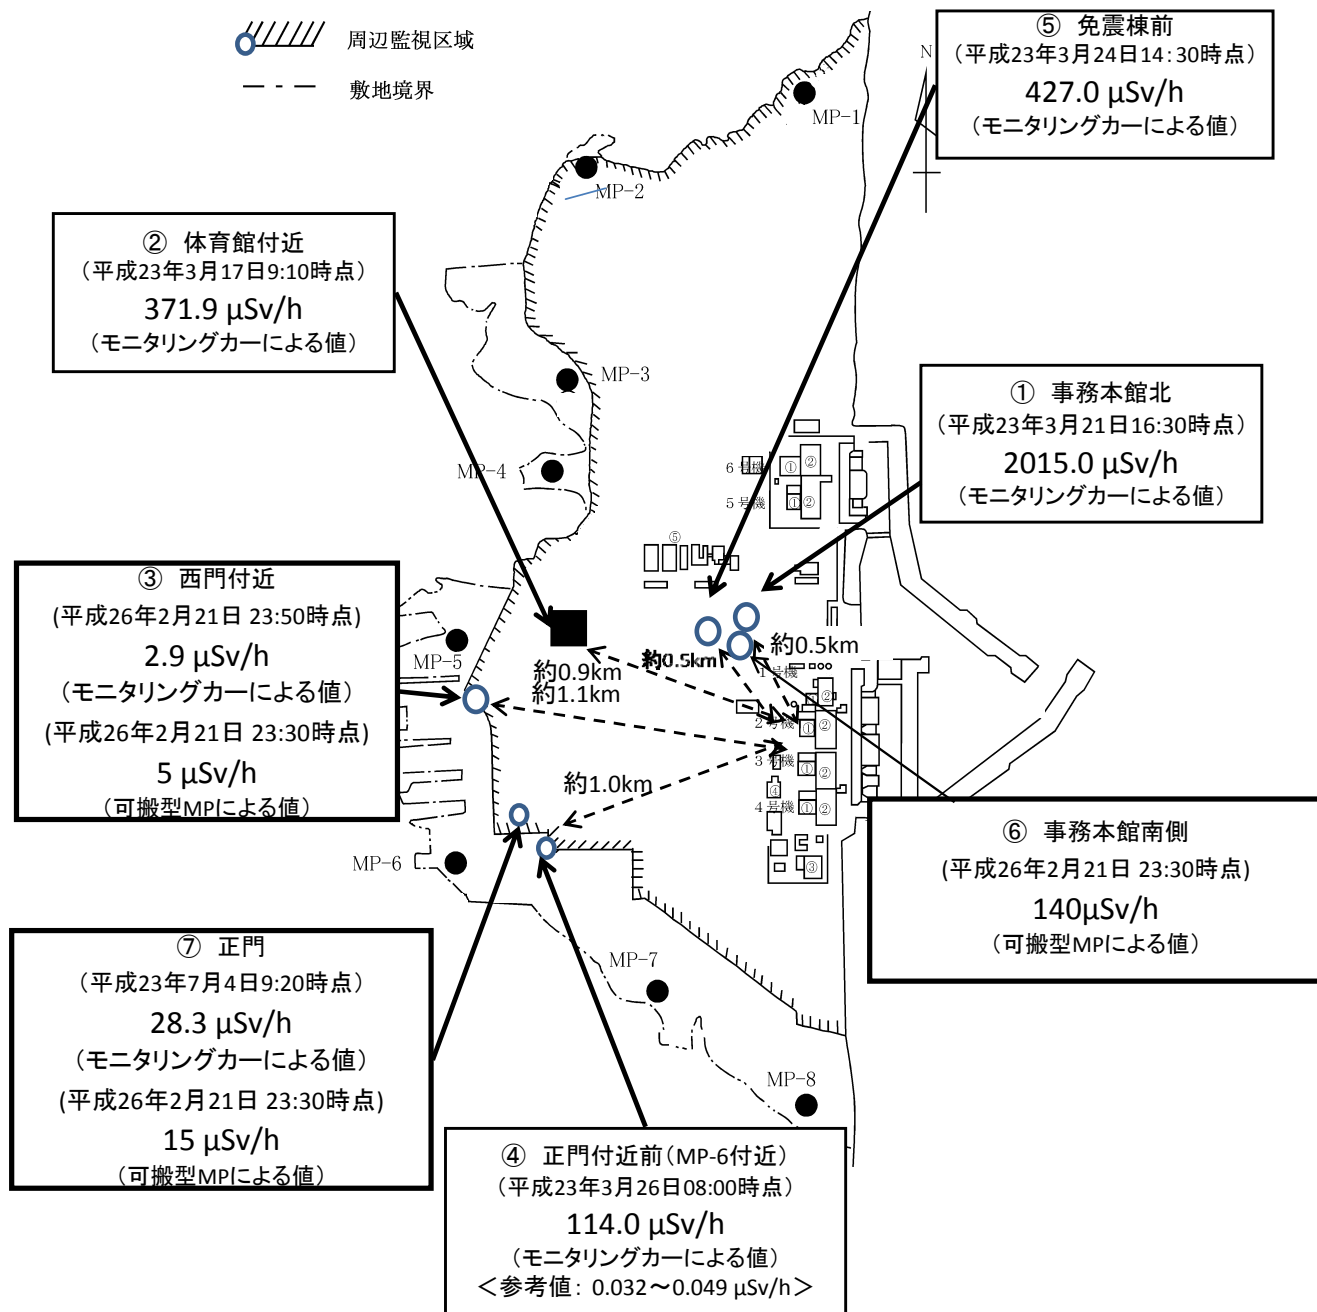 周辺監視区域
敷地境界
⑤ 免震棟前
(平成23年3月24日14:30時点)
427.0 μSv/h
(モニタリングカーによる値)
N
MP-1
MP-2
② 体育館付近
(平成23年3月17日9:10時点)
371.9 μSv/h
(モニタリングカーによる値)
MP-3
① 事務本館北
(平成23年3月21日16:30時点)
2015.0 μSv/h
(モニタリングカーによる値)
MP-4
6号機
① ②
5号機
① ②
⑤
③ 西門付近
(平成26年2月21日 23:50時点)
2.9 μSv/h
(モニタリングカーによる値)
(平成26年2月21日 23:30時点)
5 μSv/h
(可搬型MPによる値)
MP-5
約0.9km
約1.1km
約0.5km
約0.5km
1号機
②
2号機
① ②
3号機
① ②
約1.0km
④
4号機
① ②
③
MP-6
⑥ 事務本館南側
(平成26年2月21日 23:30時点)
140μSv/h
(可搬型MPによる値)
⑦ 正門
(平成23年7月4日9:20時点)
28.3 μSv/h
(モニタリングカーによる値)
(平成26年2月21日 23:30時点)
15 μSv/h
(可搬型MPによる値)
MP-7
MP-8
④ 正門付近前(MP-6付近)
(平成23年3月26日08:00時点)
114.0 μSv/h
(モニタリングカーによる値)
<参考値: 0.032~0.049 μSv/h>